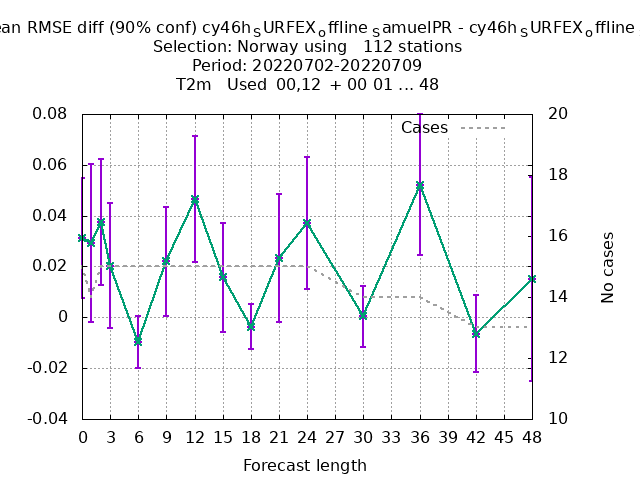 ean RMSE diff (90% conf) cy46hSURFEXoffline SamuelPR - cy46hSURFEXoffline
Selection: Norway using 112 stations
Period: 20220702-20220709
T2m Used 00,12 + 00 01 ... 48
Cases
0.08
0.06
0.04
0.02
0
-0.02
-0.04
20
18
16
14
12
10
No cases
0 3 6 9 12 15 18 21 24 27 30 33 36 39 42 45 48
Forecast length